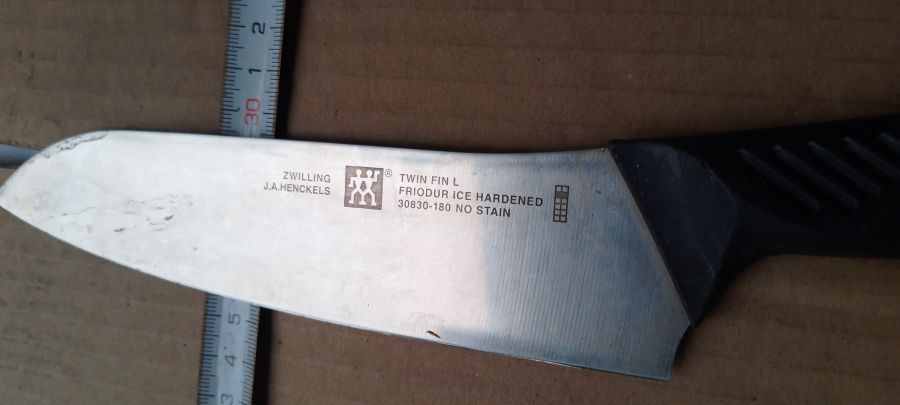 ZWILLING
J.A.HENCKELS
®
TWIN FIN L
FRIODUR ICE HARDENED
30830-180 NO STAIN
2
1
30
5
4
3